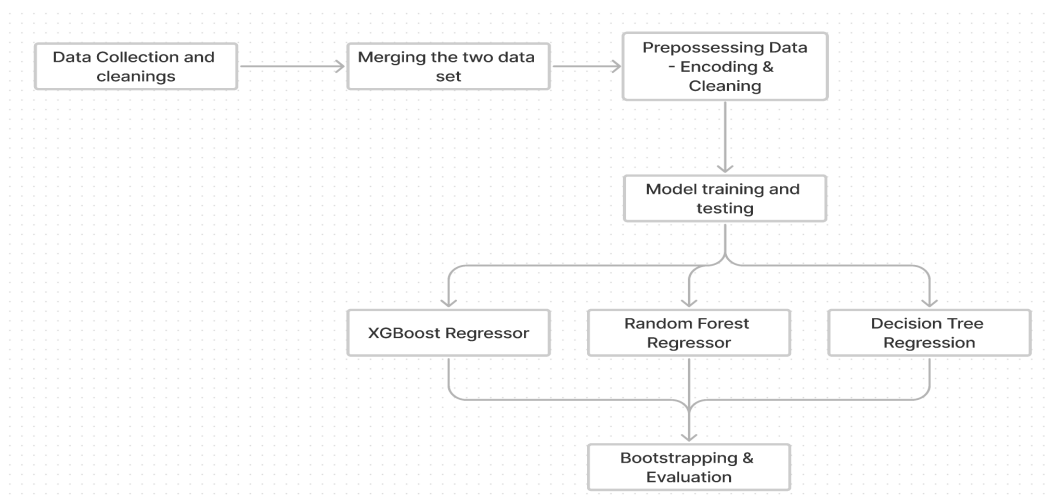 Data Collection and
cleanings
Merging the two data
set
Prepossessing Data
- Encoding &
Cleaning
Model training and
testing
XGBoost Regressor
Random Forest
Regressor
Decision Tree
Regression
Bootstrapping &
Evaluation